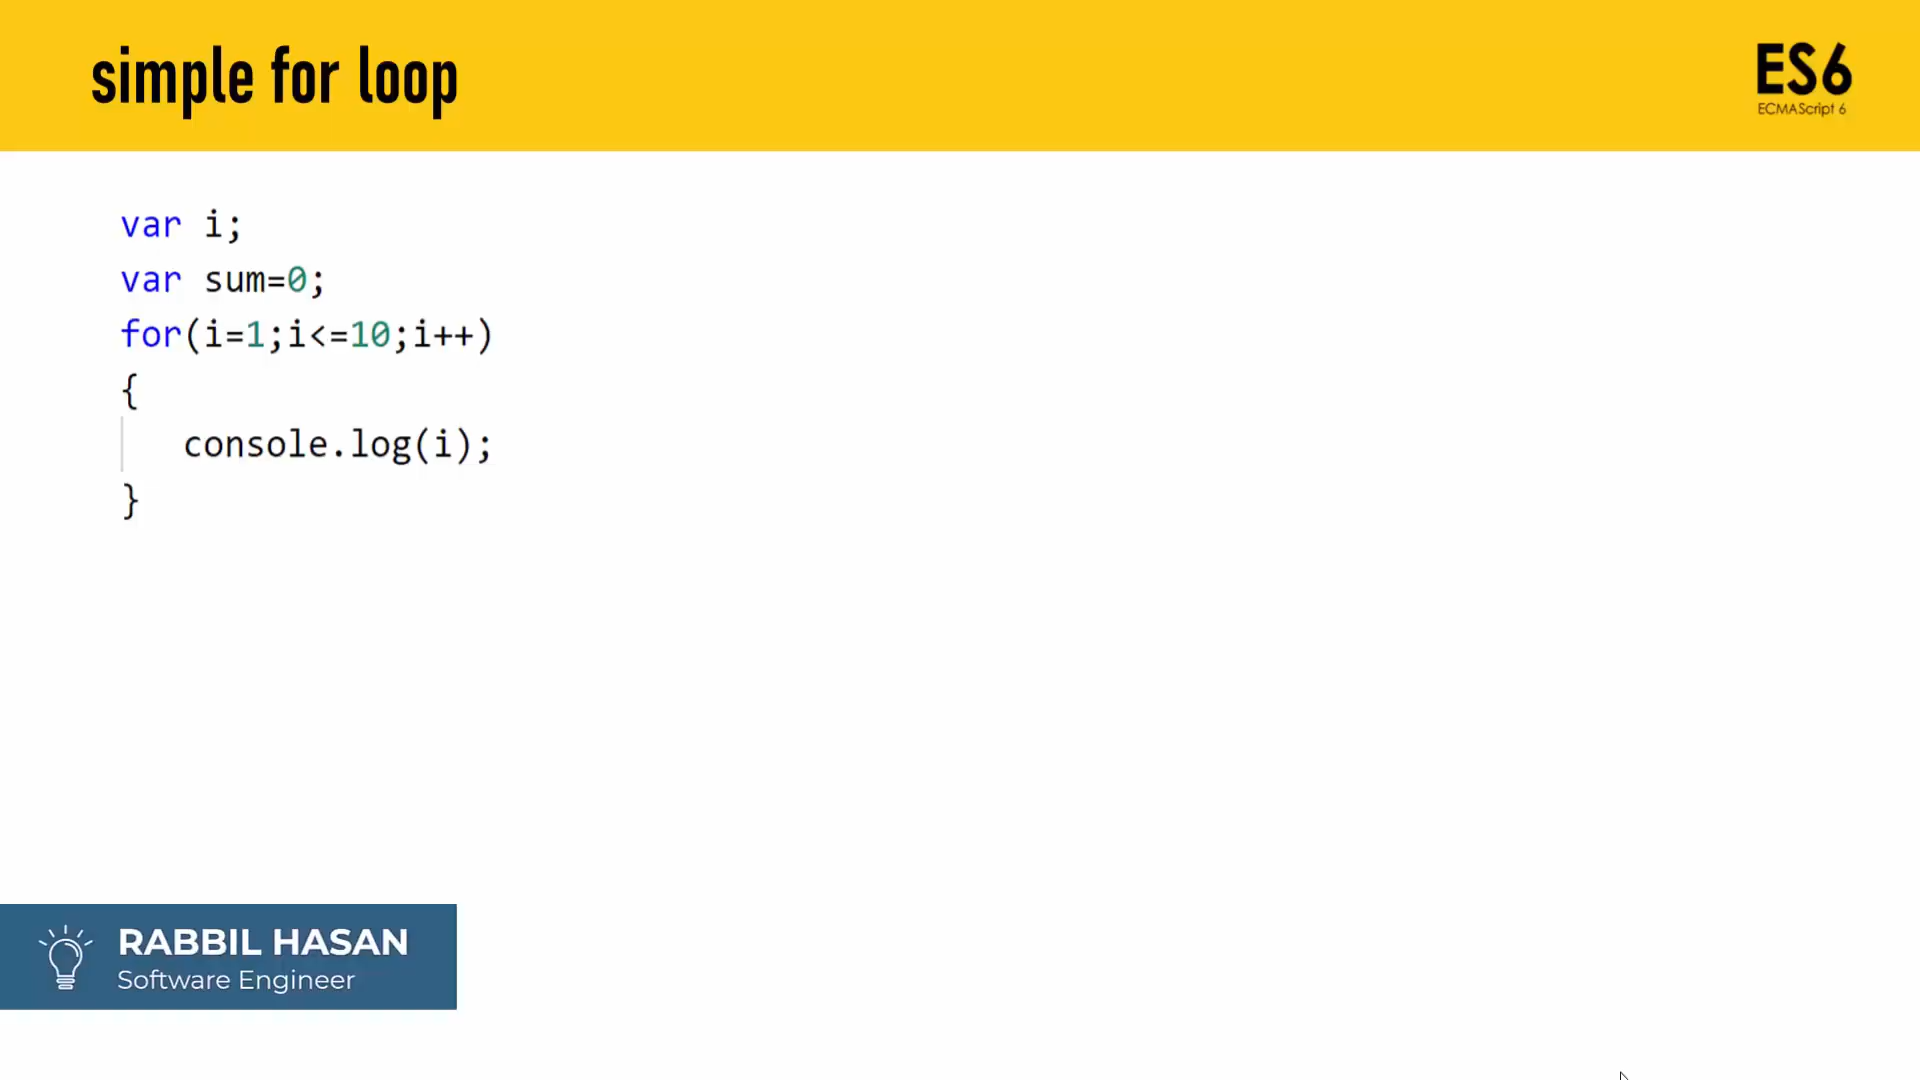 simple for loop
ES6
ECMAScript 6
var i;
var sum=0;
for(i=1;i<=10;i++)
{
console.log(i);
}
RABBIL HASAN
Software Engineer